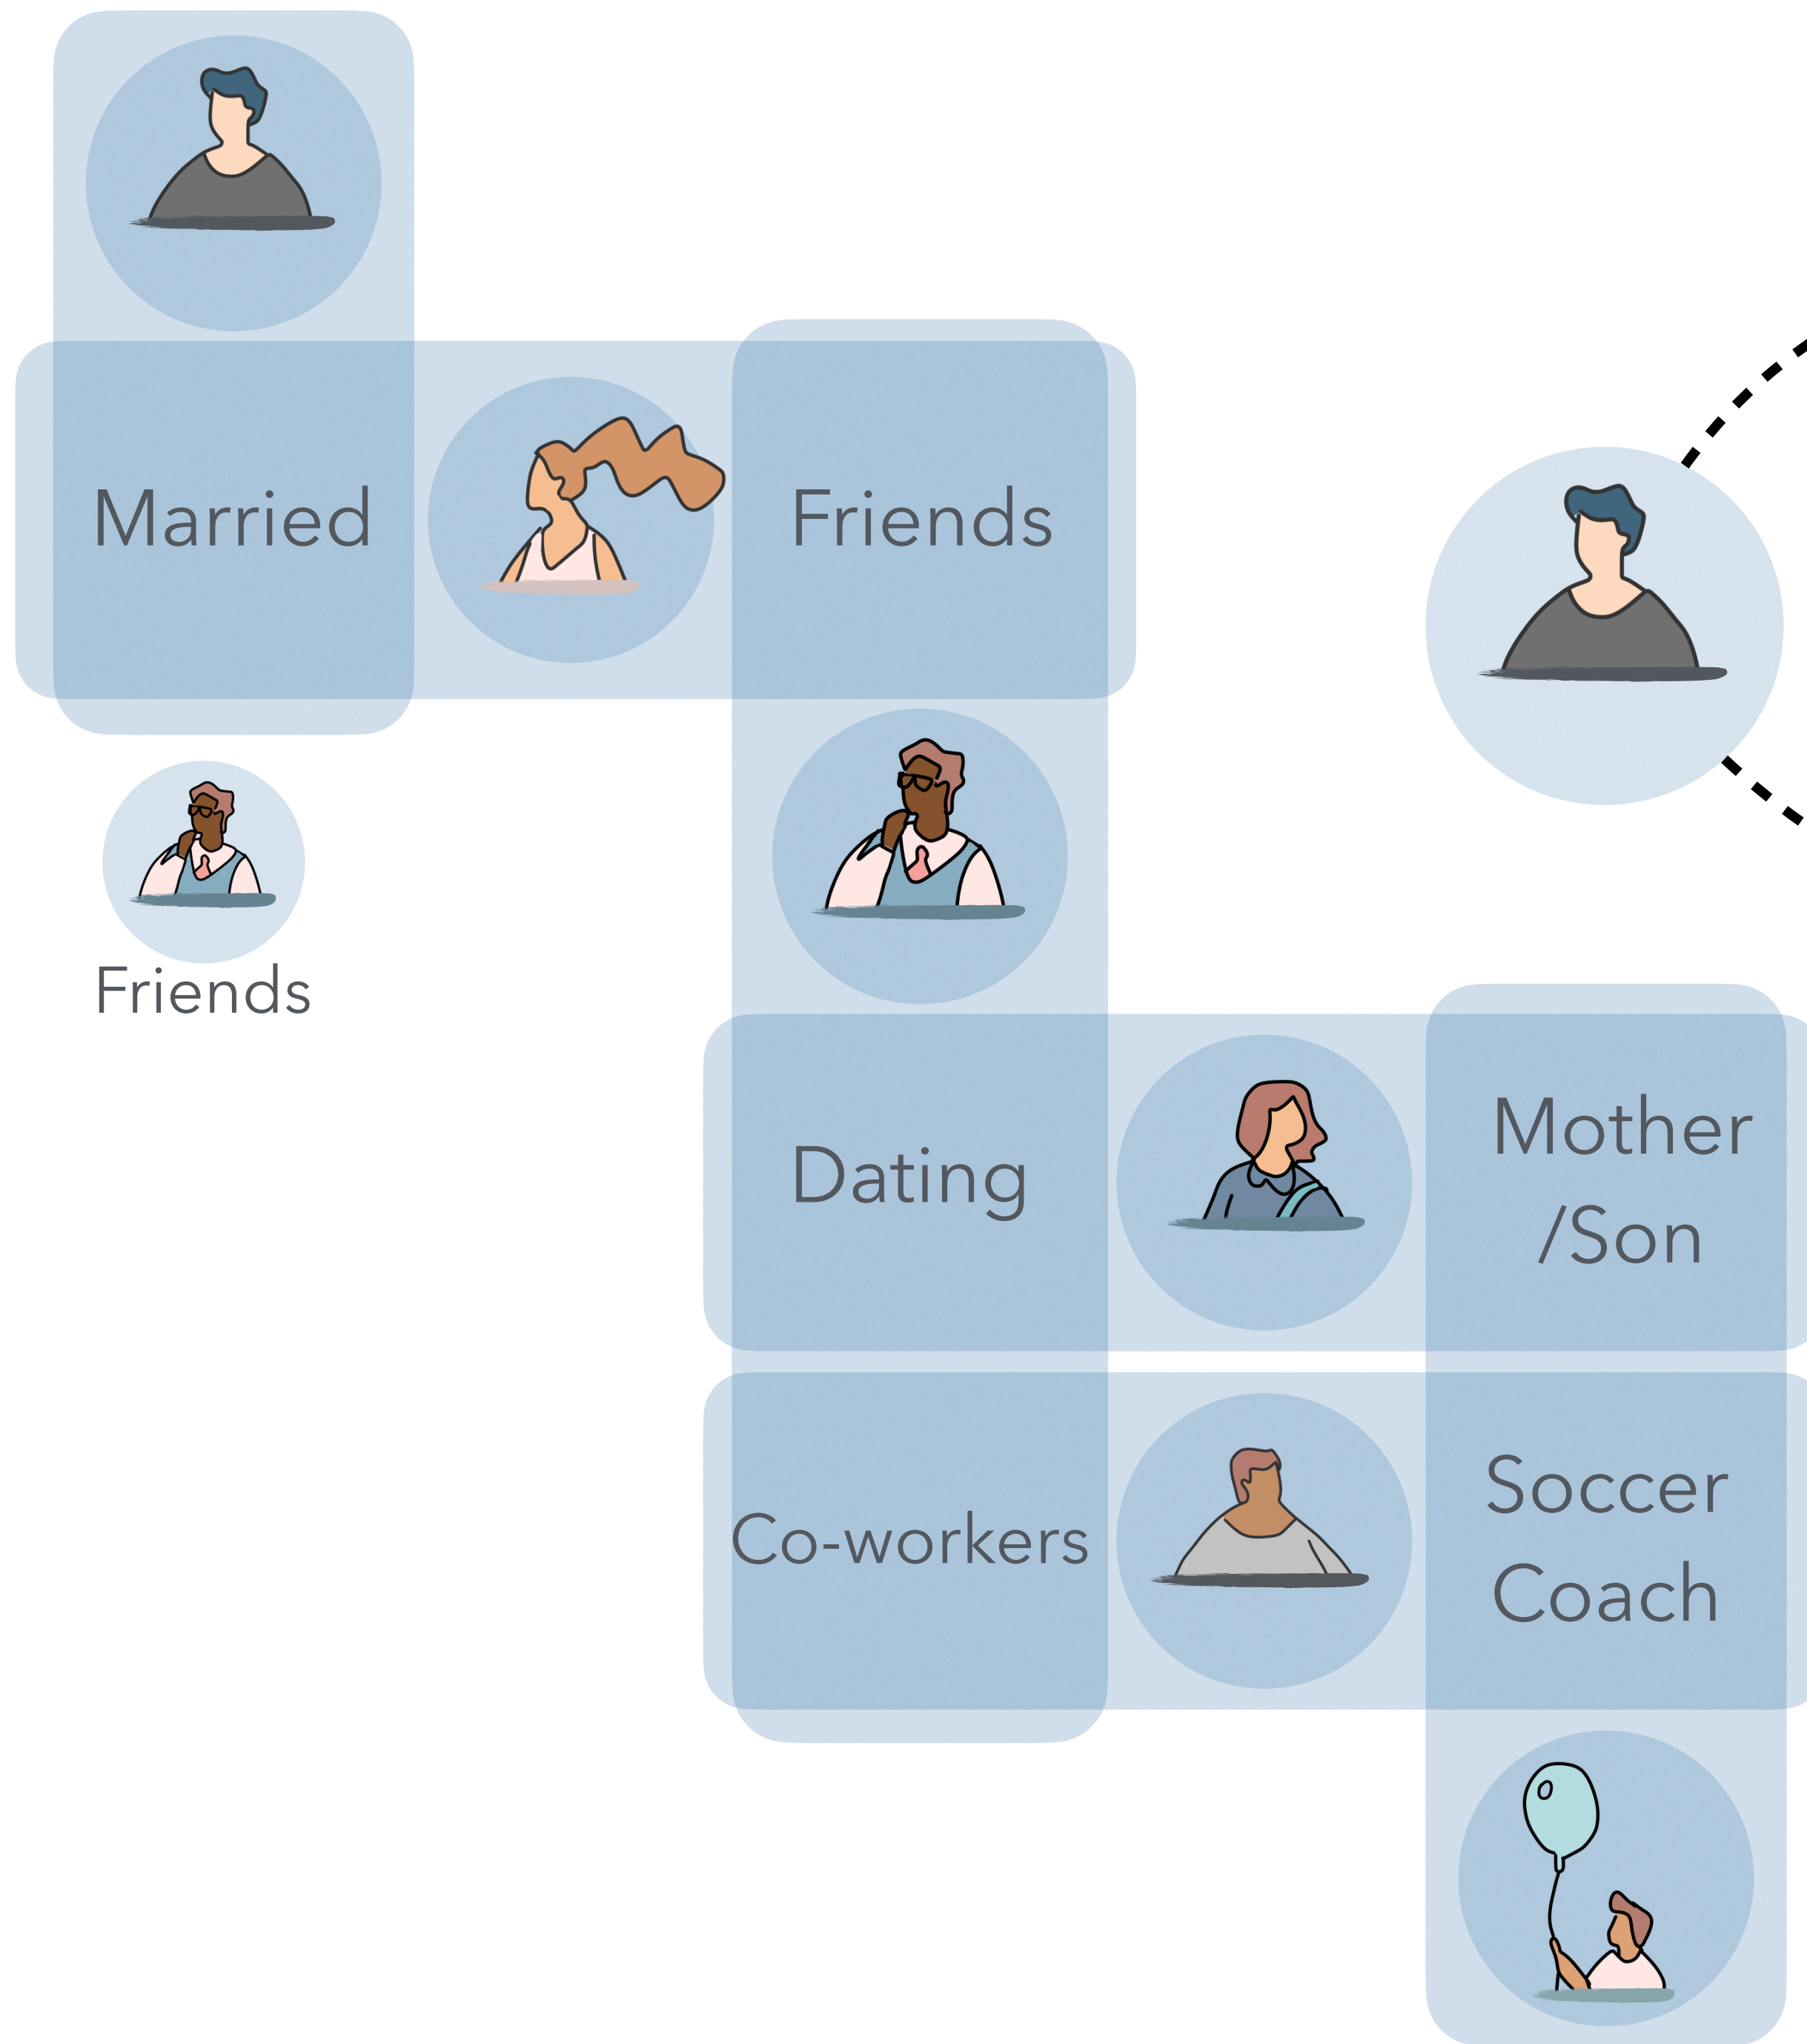 Married
Friends
Friends
Dating
Mother
/Son
Co-workers
Soccer
Coach